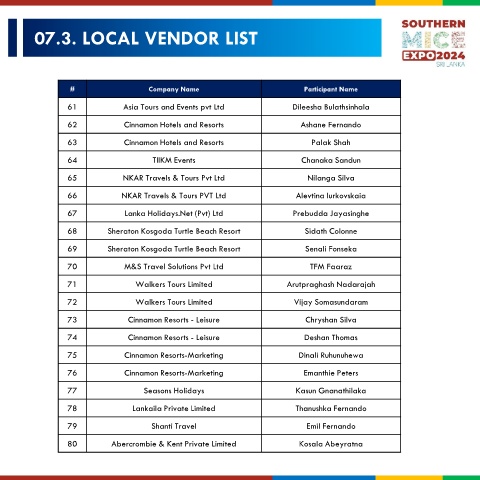 07.3. LOCAL VENDOR LIST
SOUTHERN
MICE
EXPO2024
SRI LANKA
# Company Name Participant Name
61 Asia Tours and Events pvt Ltd Dileesha Bulathsinhala
62 Cinnamon Hotels and Resorts Ashane Fernando
63 Cinnamon Hotels and Resorts Palak Shah
64 TIIKM Events Chanaka Sandun
65 NKAR Travels & Tours Pvt Ltd Nilanga Silva
66 NKAR Travels & Tours PVT Ltd Alevtina Iurkovskaia
67 Lanka Holidays.Net (Pvt) Ltd Prebudda Jayasinghe
68 Sheraton Kosgoda Turtle Beach Resort Sidath Colonne
69 Sheraton Kosgoda Turtle Beach Resort Senali Fonseka
70 M&S Travel Solutions Pvt Ltd TFM Faaraz
71 Walkers Tours Limited Arutpraghash Nadarajah
72 Walkers Tours Limited Vijay Somasundaram
73 Cinnamon Resorts - Leisure Chryshan Silva
74 Cinnamon Resorts - Leisure Deshan Thomas
75 Cinnamon Resorts-Marketing Dinali Ruhunuhewa
76 Cinnamon Resorts-Marketing Emanthie Peters
77 Seasons Holidays Kasun Gnanathilaka
78 Lankaila Private Limited Thanushka Fernando
79 Shanti Travel Emil Fernando
80 Abercrombie & Kent Private Limited Kosala Abeyratna